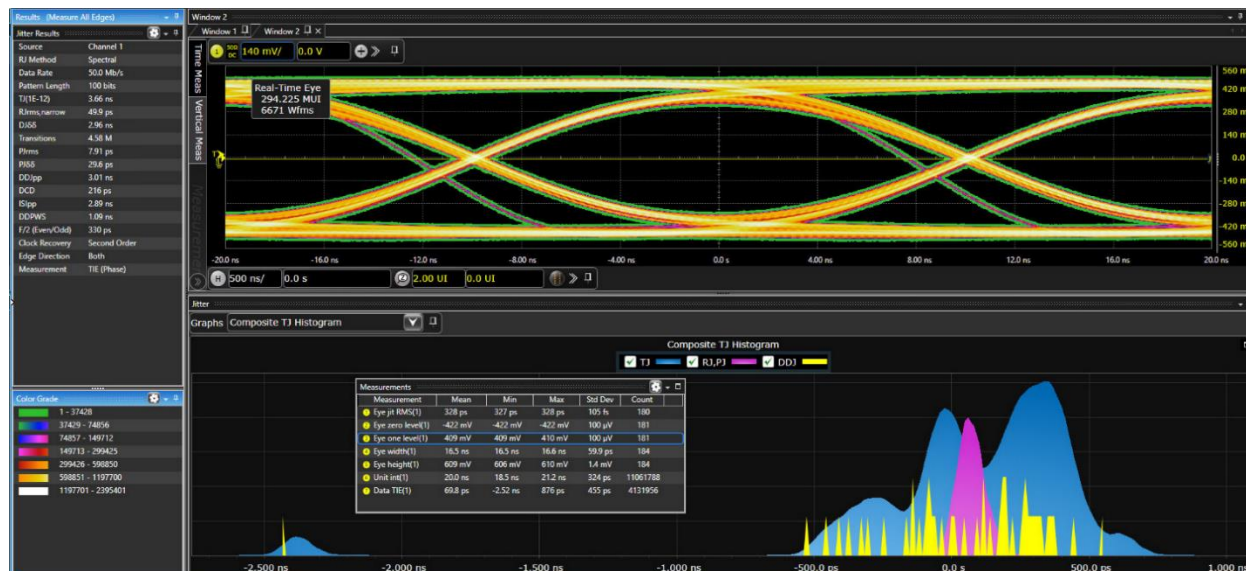 Results (Measure All Edges)
Jitter Results
Source Channel 1
RJ Method Spectral
Data Rate 50.0 Mb/s
Pattern Length 100 bits
TJ(1E-12) 3.66 ns
RJrms,narrow 49.9 ps
DJδδ 2.96 ns
Transitions 4.58 M
PJrms 7.91 ps
PJδδ 29.6 ps
DDJpp 3.01 ns
DCD 216 ps
ISIpp 2.89 ns
DDPWS 1.09 ns
F/2 (Even/Odd) 330 ps
Clock Recovery Second Order
Edge Direction Both
Measurement TIE (Phase)
Color Grade
1 - 37428
37429 - 74856
74857 - 149712
149713 - 299425
299426 - 598850
598851 - 1197700
1197701 - 2395401
Window 2
Window 1 Window 2
Time Meas
Vertical Meas
Measurement
1 50Ω DC 140 mV/ 0.0 V
Real-Time Eye
294.225 MUI
6671 Wfms
560 m
420 m
280 m
140 m
0.0
-140 m
-280 m
-420 m
-560 m
-20.0 ns -16.0 ns -12.0 ns -8.00 ns -4.00 ns 0.0 s 4.00 ns 8.00 ns 12.0 ns 16.0 ns 20.0 ns
H 500 ns/ 0.0 s 2.00 UI 0.0 UI
Jitter
Graphs Composite TJ Histogram
Composite TJ Histogram
TJ RJ,PJ DDJ
Measurements
Measurement Mean Min Max Std Dev Count
Eye jit RMS(1) 328 ps 327 ps 328 ps 105 fs 180
Eye zero level(1) -422 mV -422 mV -422 mV 100 µV 181
Eye one level(1) 409 mV 409 mV 410 mV 100 µV 181
Eye width(1) 16.5 ns 16.5 ns 16.6 ns 59.9 ps 184
Eye height(1) 609 mV 606 mV 610 mV 1.4 mV 184
Unit int(1) 20.0 ns 18.5 ns 21.2 ns 324 ps 11061788
Data TIE(1) 69.8 ps -2.52 ns 876 ps 455 ps 4131956
-2.500 ns -2.000 ns -1.500 ns -1.000 ns -500.0 ps 0.0 s 500.0 ps 1.000 ns